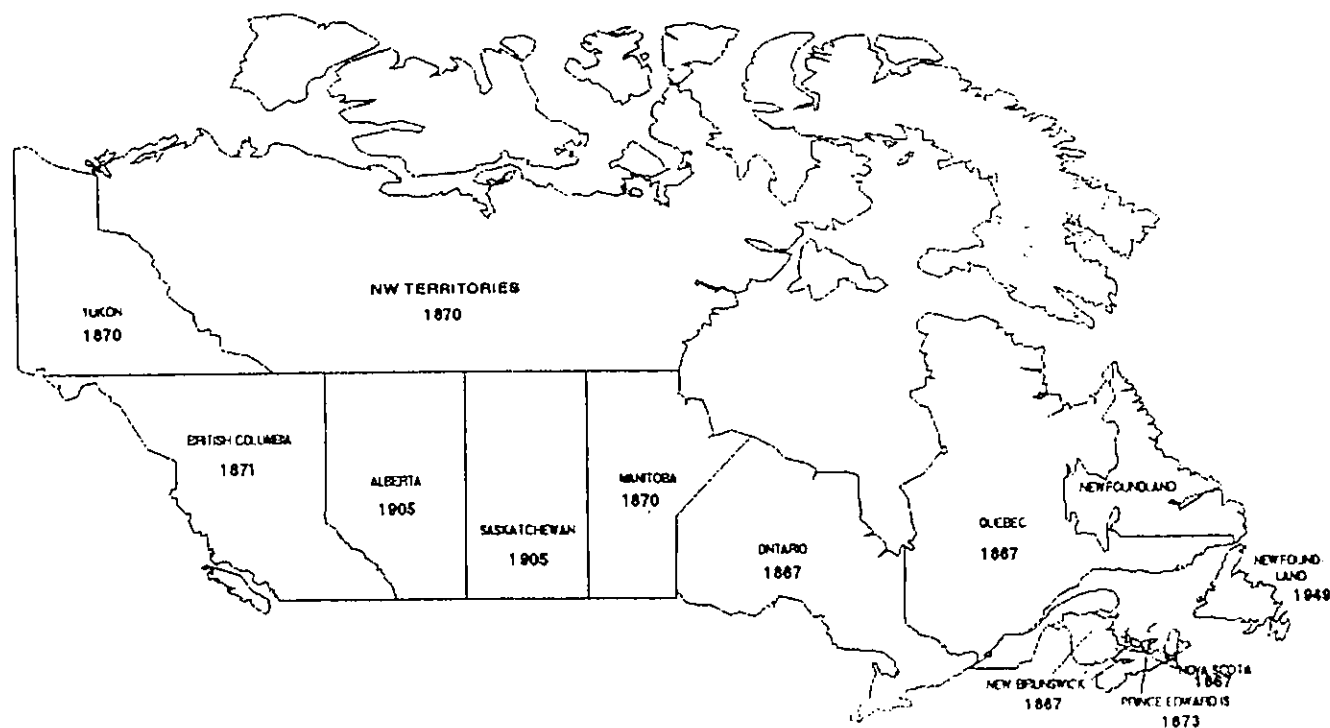 NW TERRITORIES
1870
YUKON
1870
BRITISH COLUMBIA
1871
ALBERTA
1905
SASKATCHEWAN
1905
MANITOBA
1870
ONTARIO
1867
QUEBEC
1867
NEWFOUNDLAND
NEWFOUND-
LAND
1949
NEW BRUNSWICK
1867
NOVA SCOTA
1867
PRINCE EDWARD IS
1873